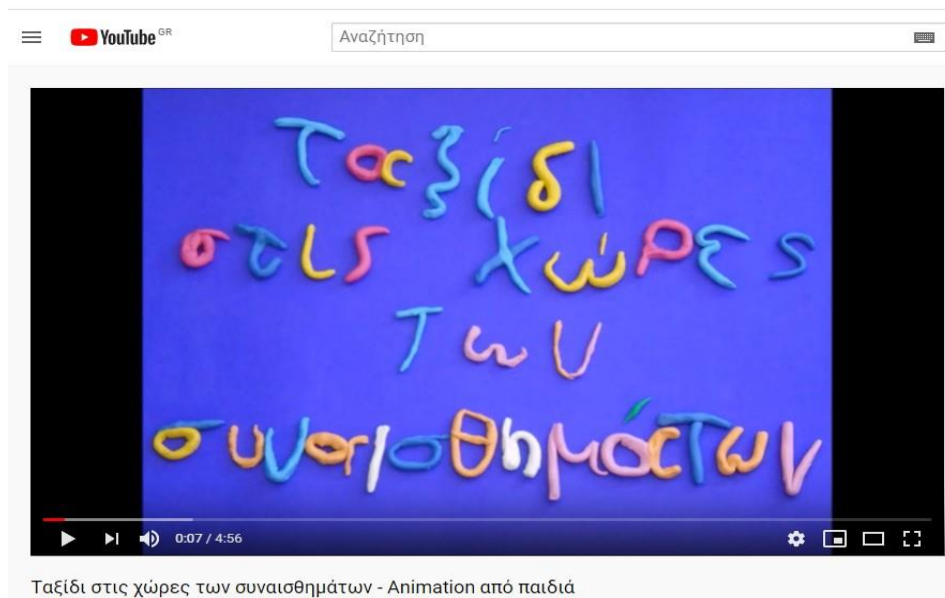 YouTube GR
Αναζήτηση
Ταξίδι
στις χώρες
των
συναισθημάτων
0:07 / 4:56
Ταξίδι στις χώρες των συναισθημάτων - Animation από παιδιά